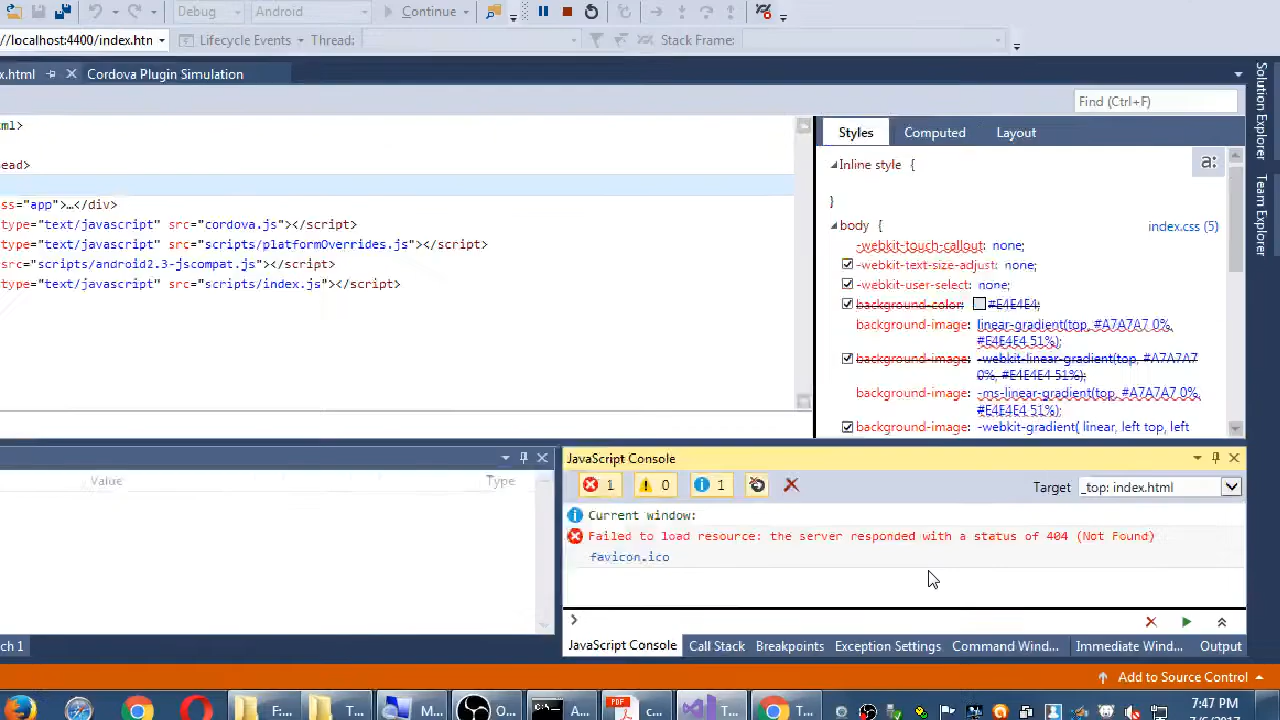 Debug
Android
Continue
//localhost:4400/index.htn
Lifecycle Events
Thread:
Stack Frame:
x.html
Cordova Plugin Simulation
Find (Ctrl+F)
Solution Explorer
Team Explorer
ml>
ead>
ss="app">…</div>
type="text/javascript" src="cordova.js"></script>
type="text/javascript" src="scripts/platformOverrides.js"></script>
src="scripts/android2.3-jscompat.js"></script>
type="text/javascript" src="scripts/index.js"></script>
Styles
Computed
Layout
a:
Inline style {
}
body {
index.css (5)
-webkit-touch-callout: none;
-webkit-text-size-adjust: none;
-webkit-user-select: none;
background-color: #E4E4E4;
background-image: linear-gradient(top, #A7A7A7 0%,
#E4E4E4 51%);
background-image: -webkit-linear-gradient(top, #A7A7A7
0%, #E4E4E4 51%);
background-image: -ms-linear-gradient(top, #A7A7A7 0%,
#E4E4E4 51%);
background-image: -webkit-gradient( linear, left top, left
Value
Type
JavaScript Console
1
0
1
Target
_top: index.html
Current window:
Failed to load resource: the server responded with a status of 404 (Not Found)
favicon.ico
ch 1
JavaScript Console
Call Stack
Breakpoints
Exception Settings
Command Wind...
Immediate Wind...
Output
Add to Source Control
Fi...
T...
M...
O...
A...
c...
T...
T...
7:47 PM